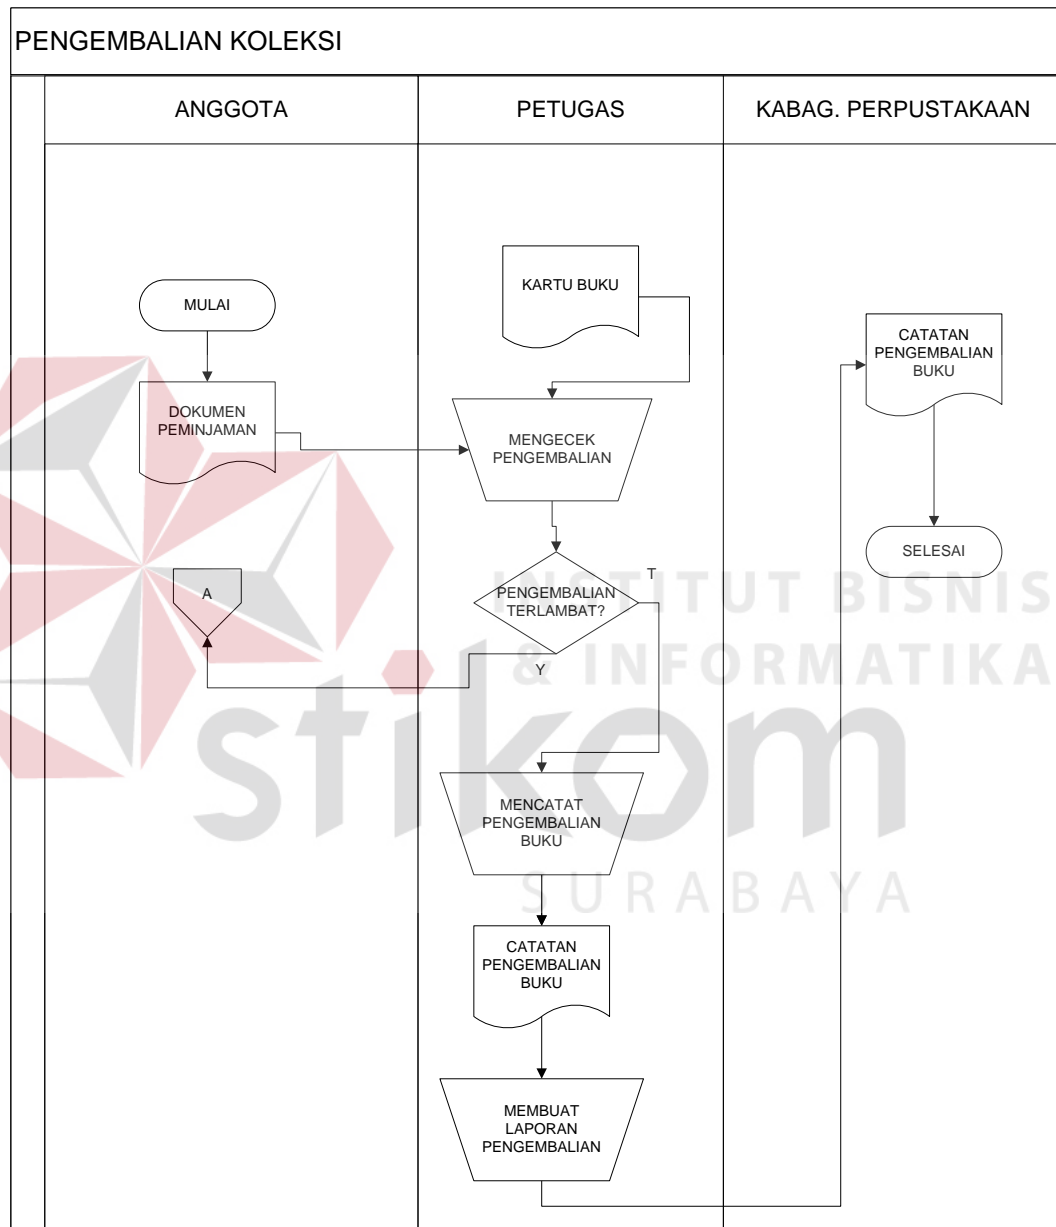 PENGEMBALIAN KOLEKSI
ANGGOTA
PETUGAS
KABAG. PERPUSTAKAAN
KARTU BUKU
MULAI
CATATAN
PENGEMBALIAN
BUKU
DOKUMEN
PEMINJAMAN
MENGECEK
PENGEMBALIAN
SELESAI
A
PENGEMBALIAN
TERLAMBAT?
T
Y
MENCATAT
PENGEMBALIAN
BUKU
CATATAN
PENGEMBALIAN
BUKU
MEMBUAT
LAPORAN
PENGEMBALIAN
INSTITUT BISNIS
& INFORMATIKA
stikom
SURABAYA